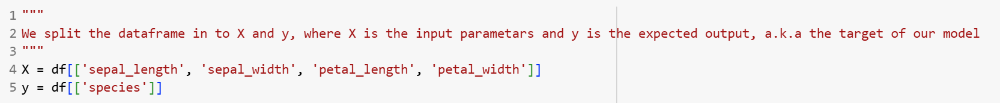 1 """
2 We split the dataframe in to X and y, where X is the input parametars and y is the expected output, a.k.a the target of our model
3 """
4 X = df[['sepal_length', 'sepal_width', 'petal_length', 'petal_width']]
5 y = df[['species']]